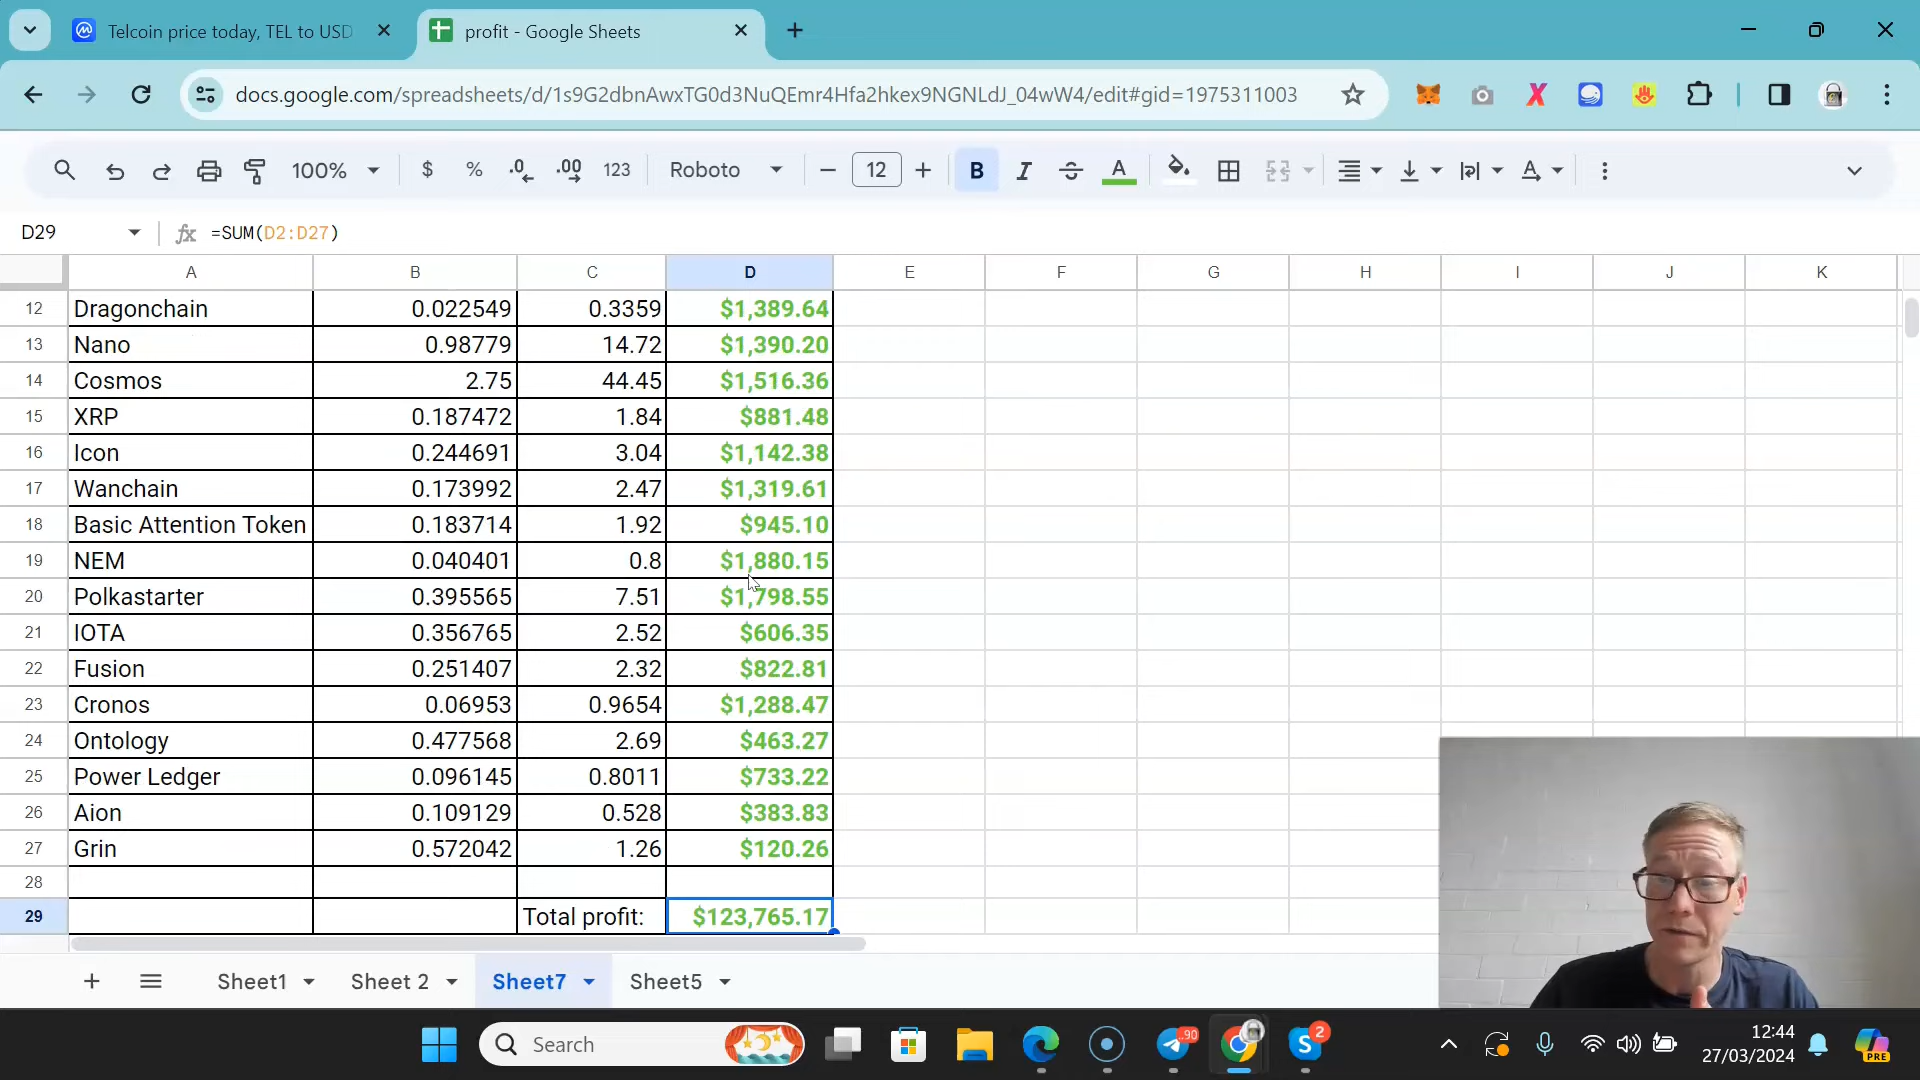 Telcoin price today, TEL to USD
profit - Google Sheets
docs.google.com/spreadsheets/d/1s9G2dbnAwxTG0d3NuQEmr4Hfa2hkex9NGNLdJ_04wW4/edit#gid=1975311003
100% $ % .0 .00 123 Roboto 12 B I A
D29 fx =SUM(D2:D27)
A B C D E F G H I J K
12 Dragonchain 0.022549 0.3359 $1,389.64
13 Nano 0.98779 14.72 $1,390.20
14 Cosmos 2.75 44.45 $1,516.36
15 XRP 0.187472 1.84 $881.48
16 Icon 0.244691 3.04 $1,142.38
17 Wanchain 0.173992 2.47 $1,319.61
18 Basic Attention Token 0.183714 1.92 $945.10
19 NEM 0.040401 0.8 $1,880.15
20 Polkastarter 0.395565 7.51 $1,798.55
21 IOTA 0.356765 2.52 $606.35
22 Fusion 0.251407 2.32 $822.81
23 Cronos 0.06953 0.9654 $1,288.47
24 Ontology 0.477568 2.69 $463.27
25 Power Ledger 0.096145 0.8011 $733.22
26 Aion 0.109129 0.528 $383.83
27 Grin 0.572042 1.26 $120.26
28
29 Total profit: $123,765.17
Sheet1 Sheet 2 Sheet7 Sheet5
Search
90
2
12:44
27/03/2024
PRE